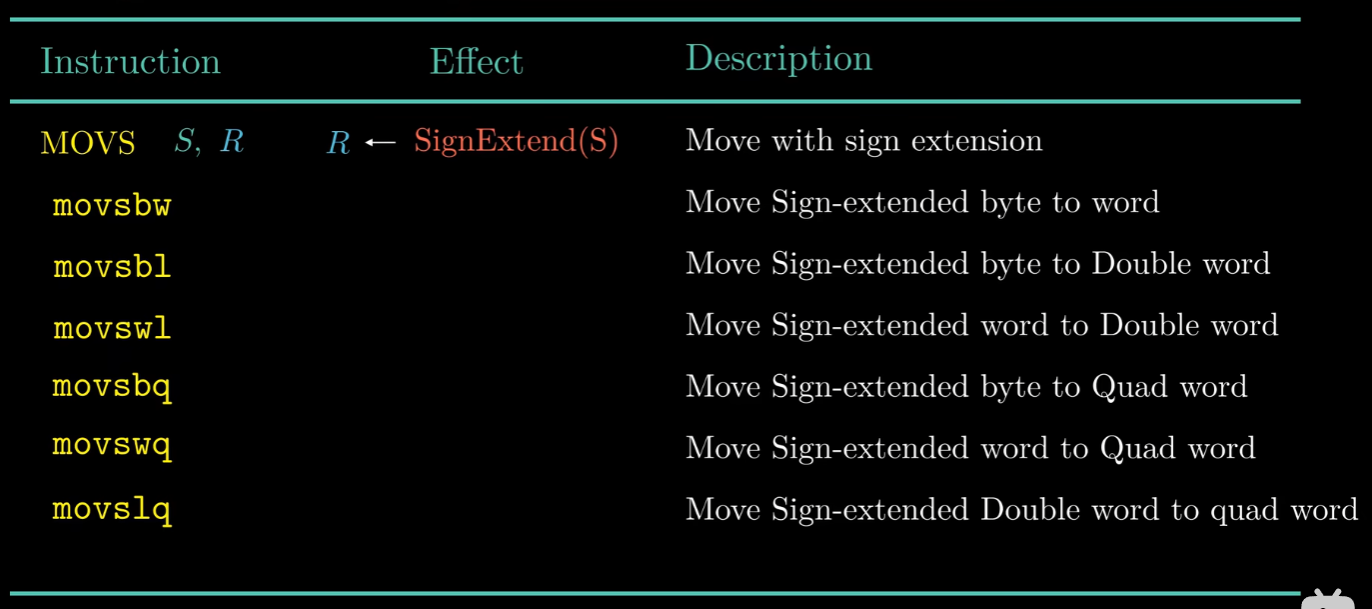 Instruction Effect Description
MOVS S, R R ← SignExtend(S) Move with sign extension
movsbw Move Sign-extended byte to word
movsbl Move Sign-extended byte to Double word
movswl Move Sign-extended word to Double word
movsbq Move Sign-extended byte to Quad word
movswq Move Sign-extended word to Quad word
movslq Move Sign-extended Double word to quad word